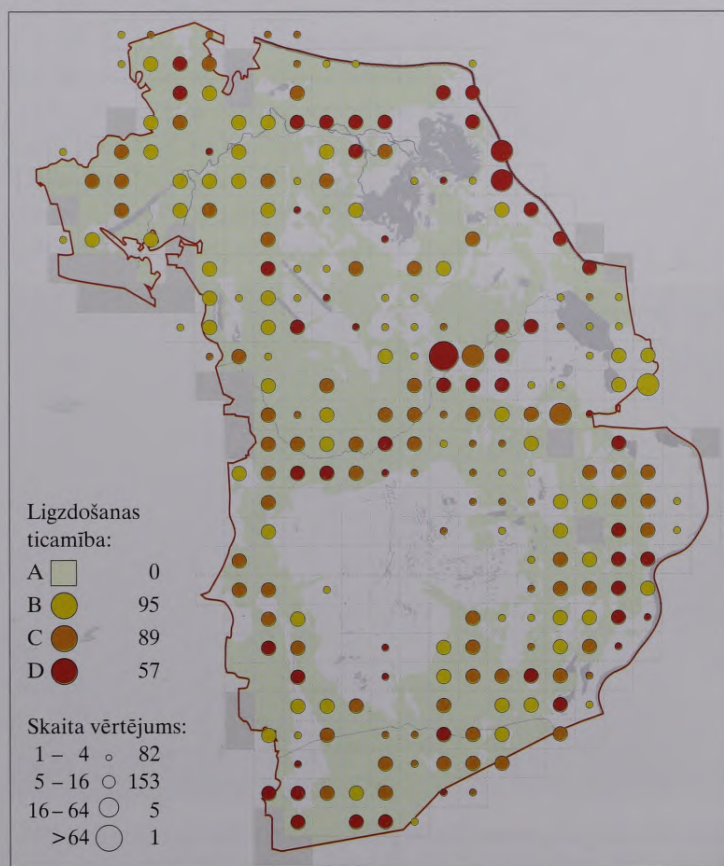 Ligzdošanas
ticamība:
A 0
B 95
C 89
D 57
Skaita vērtējums:
1 – 4 82
5 – 16 153
16 – 64 5
>64 1